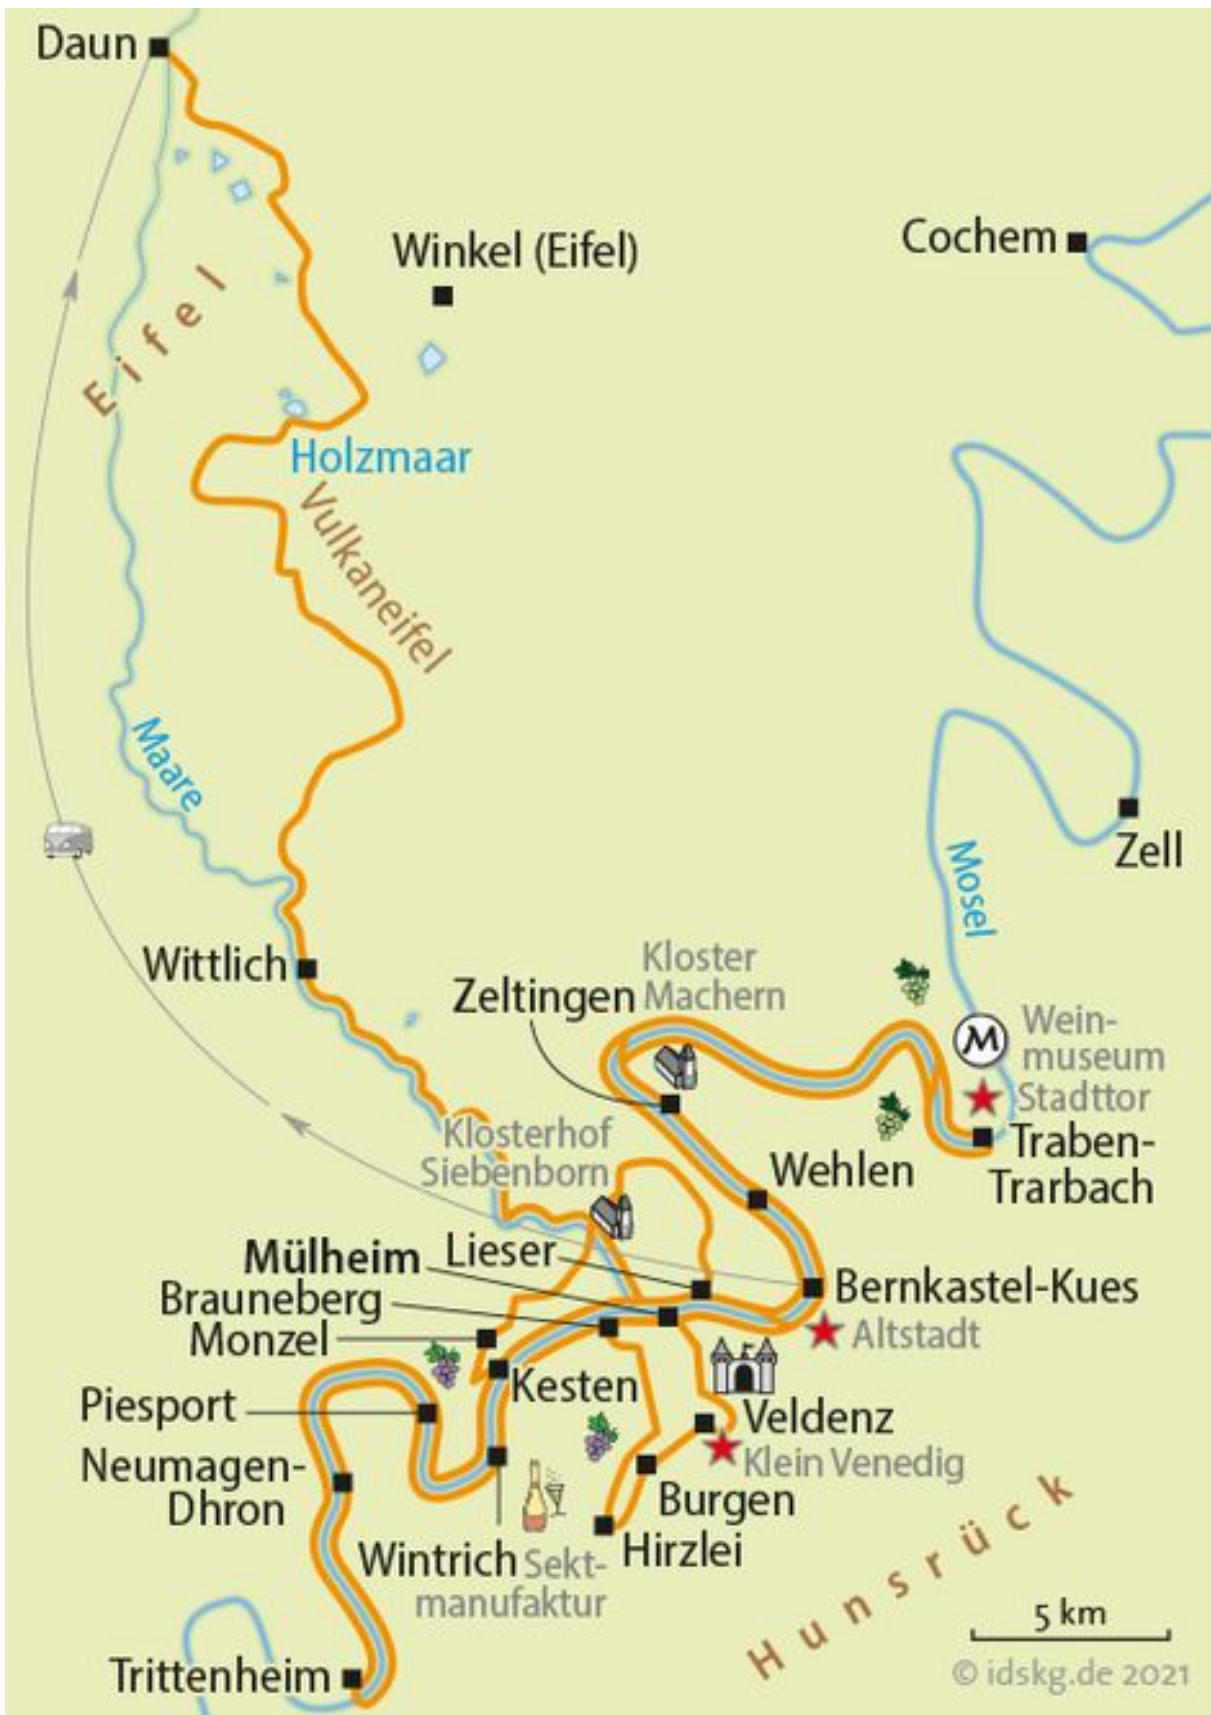 Daun
Winkel (Eifel)
Cochem
Eifel
Holzmaar
Vulkaneifel
Maare
Zell
Mosel
Wittlich
Kloster
Machern
Zeltingen
Wein-
museum
Stadttor
Klosterhof
Siebenborn
Traben-
Trarbach
Wehlen
Mülheim
Lieser
Bernkastel-Kues
Brauneberg
Altstadt
Monzel
Kesten
Piesport
Veldenz
Klein Venedig
Neumagen-
Dhron
Burgen
Hirzlei
Wintrich
Sekt-
manufaktur
Hunsrück
5 km
Trittenheim
© idskg.de 2021
M